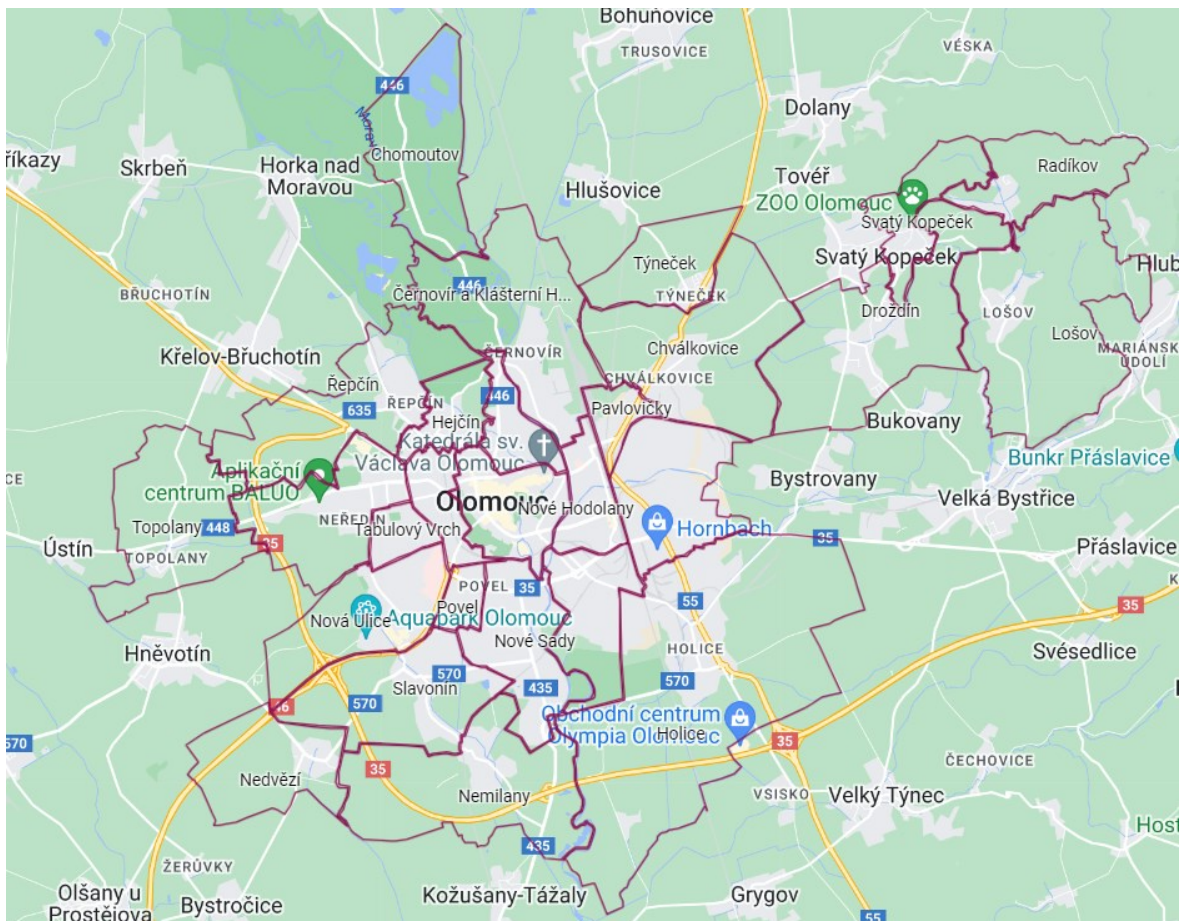 Bohuňovice
TRUSOVICE
VÉSKA
446
Dolany
Morava
Chomoutov
Skrbeň
Horka nad
Moravou
Hlušovice
Tovéř
Radíkov
ZOO Olomouc
Svatý Kopeček
Svatý Kopeček
Týneček
TÝNEČEK
446
Černovír a Klášterní H...
BŘUCHOTÍN
Droždín
LOŠOV
Lošov
MARIÁNSK
ÚDOLÍ
Křelov-Břuchotín
ČERNOVÍR
Chválkovice
CHVÁLKOVICE
Řepčín
ŘEPČÍN
635
446
Pavlovičky
Hejčín
Bukovany
Katedrála sv.
Václava Olomouc
Aplikační
centrum BALUO
Bystrovany
Bunkr Přáslavice
Velká Bystřice
Olomouc
Nové Hodolany
NEŘEDÍN
Tabulový Vrch
Hornbach
Topolany
448
TOPOLANY
Ústín
35
35
Přáslavice
POVEL
Povel
35
55
35
Nová Ulice
Aquapark Olomouc
Nové Sady
HOLICE
Hněvotín
Svésedlice
570
Slavonín
570
435
570
46
570
Obchodní centrum
Olympia Olomouc
Holice
35
35
Nedvězí
Nemilany
ČECHOVICE
VSISKO
Velký Týnec
435
ŽERŮVKY
Olšany u
Prostějova
Bystročice
Kožušany-Tážaly
Grygov
55